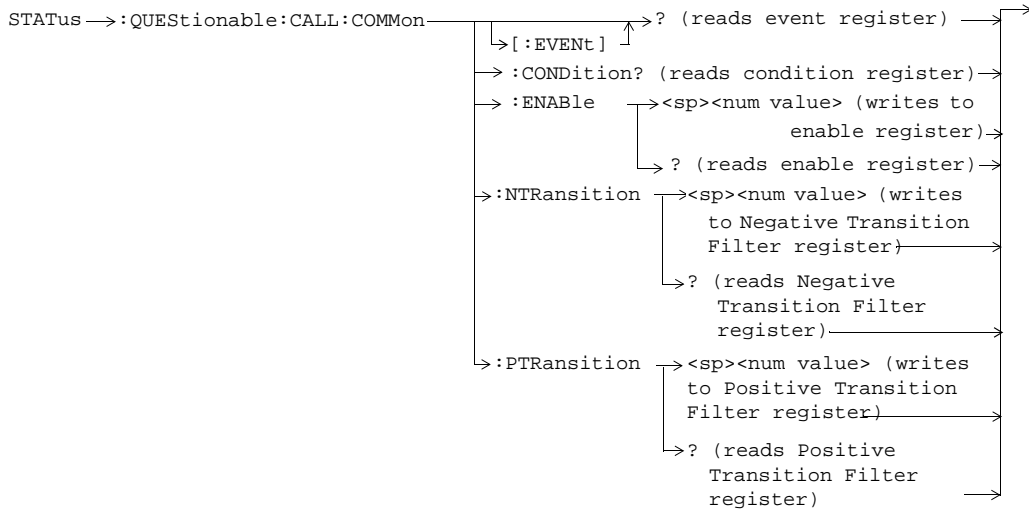 STATus :QUEStionable:CALL:COMMon ? (reads event register)
[:EVENt]
:CONDition? (reads condition register)
:ENABle <sp><num value> (writes to
enable register)
? (reads enable register)
:NTRansition <sp><num value> (writes
to Negative Transition
Filter register)
? (reads Negative
Transition Filter
register)
:PTRansition <sp><num value> (writes
to Positive Transition
Filter register)
? (reads Positive
Transition Filter
register)